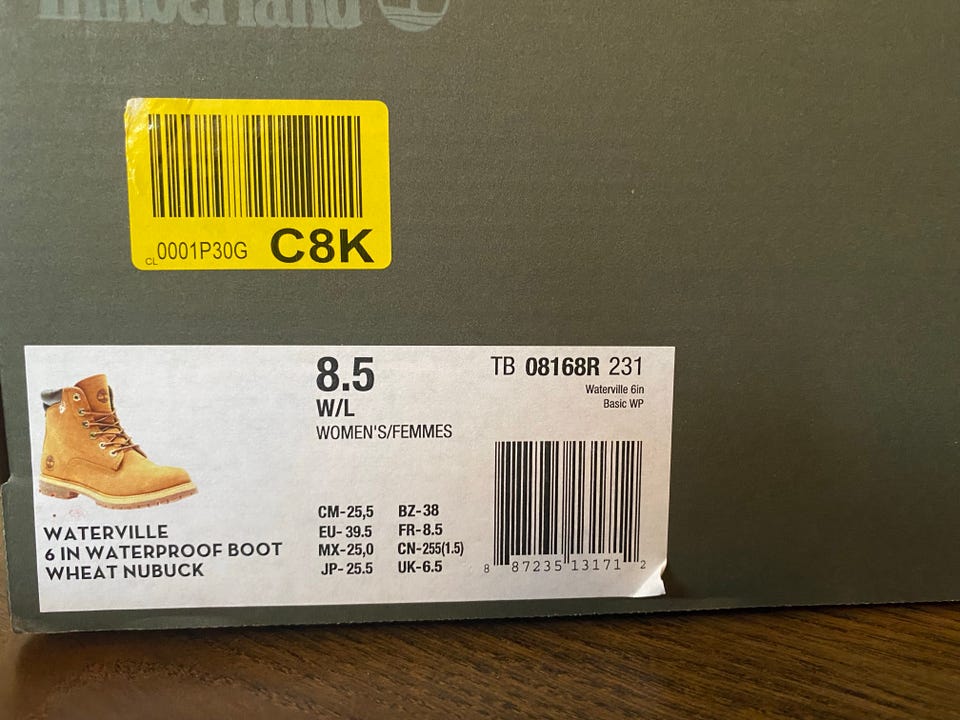 Timberland
CL0001P30G C8K
8.5
W/L
WOMEN'S/FEMMES
TB 08168R 231
Waterville 6in
Basic WP
CM-25,5 BZ-38
EU-39.5 FR-8.5
MX-25,0 CN-255(1.5)
JP-25.5 UK-6.5
WATERVILLE
6 IN WATERPROOF BOOT
WHEAT NUBUCK
8 87235 13171 2